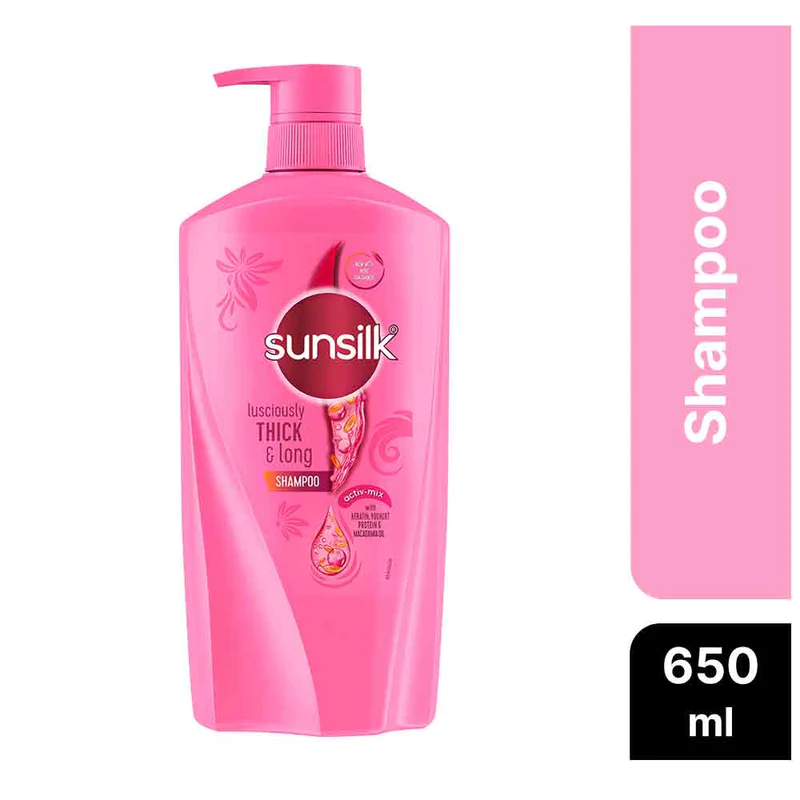 sunsilk
lusciously
THICK
& long
SHAMPOO
activ-mix
with
KERATIN, YOGHURT
PROTEIN &
MACADAMIA OIL
Shampoo
650
ml